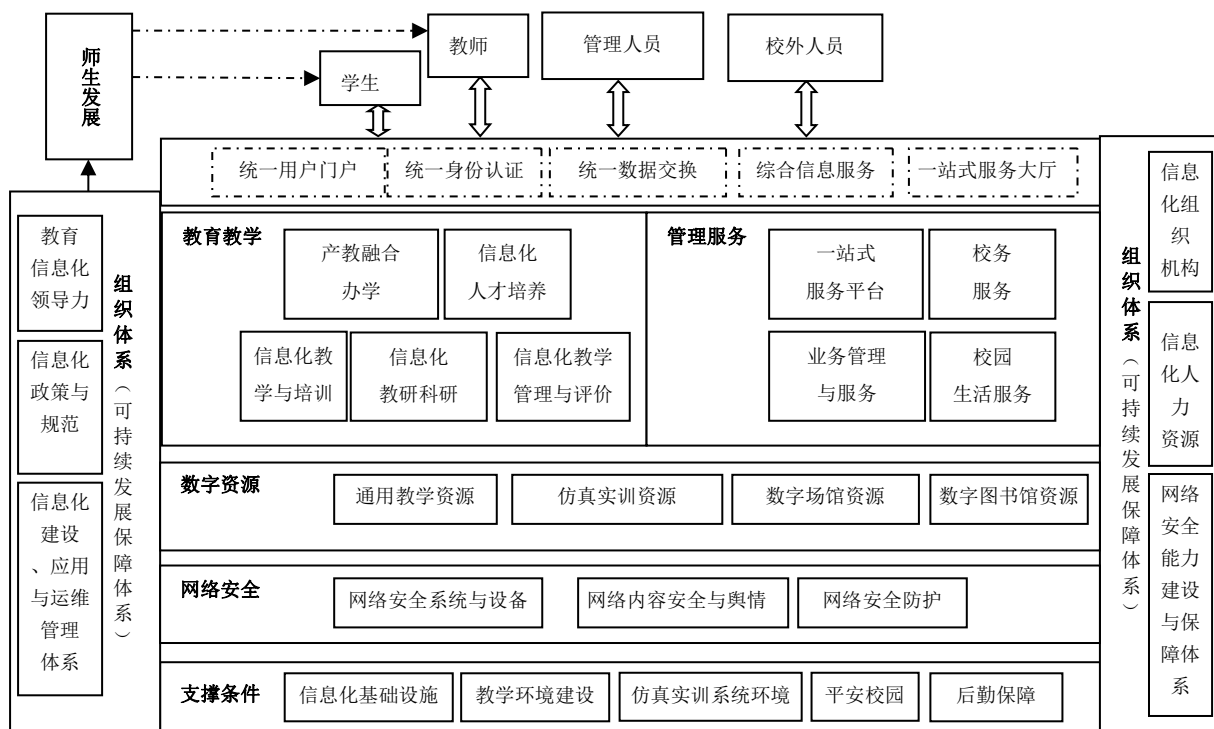 师生发展
教师
管理人员
校外人员
学生
统一用户门户
统一身份认证
统一数据交换
综合信息服务
一站式服务大厅
教育
信息化
领导力
信息化
政策与
规范
信息化
建设
、应用
与运维
管理
体系
组织体系（可持续发展保障体系）
教育教学
产教融合
办学
信息化
人才培养
信息化教
学与培训
信息化
教研科研
信息化教学
管理与评价
管理服务
一站式
服务平台
校务
服务
业务管理
与服务
校园
生活服务
数字资源
通用教学资源
仿真实训资源
数字场馆资源
数字图书馆资源
网络安全
网络安全系统与设备
网络内容安全与舆情
网络安全防护
支撑条件
信息化基础设施
教学环境建设
仿真实训系统环境
平安校园
后勤保障
组织体系（可持续发展保障体系）
信息
化组
织
机构
信息
化人
力
资源
网络
安全
能力
建设
与保
障体
系